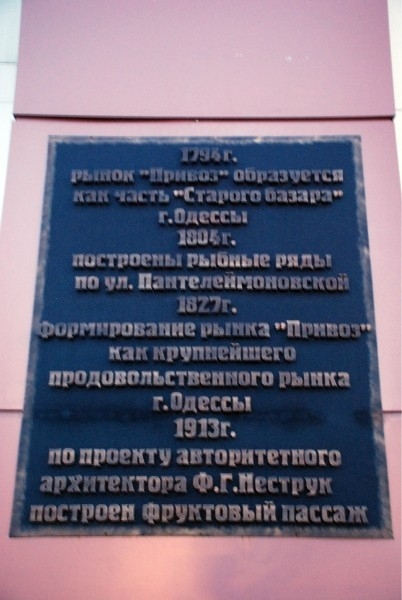 1794г.
рынок "Привоз" образуется
как часть "Старого базара"
г.Одессы
1804г.
построены рыбные ряды
по ул. Пантелеймоновской
1827г.
формирование рынка "Привоз"
как крупнейшего
продовольственного рынка
г.Одессы
1913г.
по проекту авторитетного
архитектора Ф.Г.Неструк
построен фруктовый пассаж